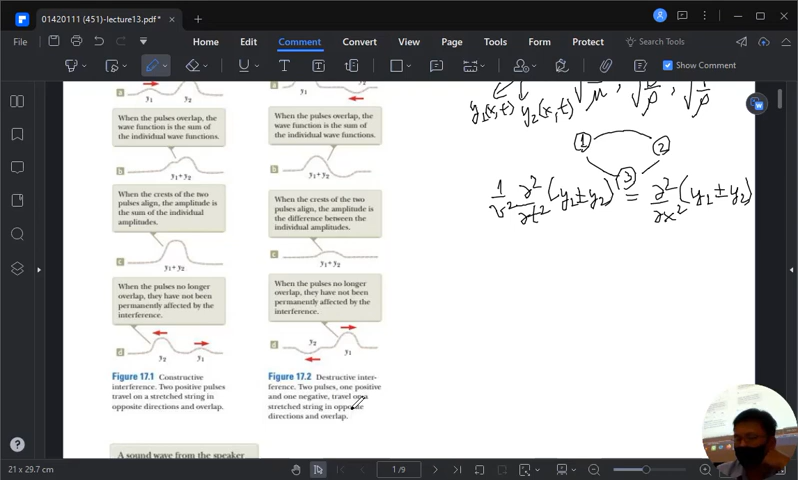 01420111 (451)-lecture13.pdf *
File
Home
Comment
Convert
View
Page
Tools
Form
Protect
Search Tools
Show Comment
a
y1
y2
When the pulses overlap, the
wave function is the sum of
the individual wave functions.
b
y1+y2
When the crests of the two
pulses align, the amplitude is
the sum of the individual
amplitudes.
c
y1+y2
When the pulses no longer
overlap, they have not been
permanently affected by the
interference.
d
y2
y1
Figure 17.1 Constructive
interference. Two positive pulses
travel on a stretched string in
opposite directions and overlap.
A sound wave from the speaker
a
y2
When the pulses overlap, the
wave function is the sum of
the individual wave functions.
b
y1+y2
When the crests of the two
pulses align, the amplitude is
the difference between the
individual amplitudes.
c
y1+y2
When the pulses no longer
overlap, they have not been
permanently affected by the
interference.
d
y2
y1
Figure 17.2 Destructive inter-
ference. Two pulses, one positive
and one negative, travel on a
stretched string in opposite
directions and overlap.
y1(x,t) y2(x,t)
1 2
3
1/v² ∂²/∂t² (y1±y2) = ∂²/∂x² (y1±y2)
21 x 29.7 cm
1 / 9